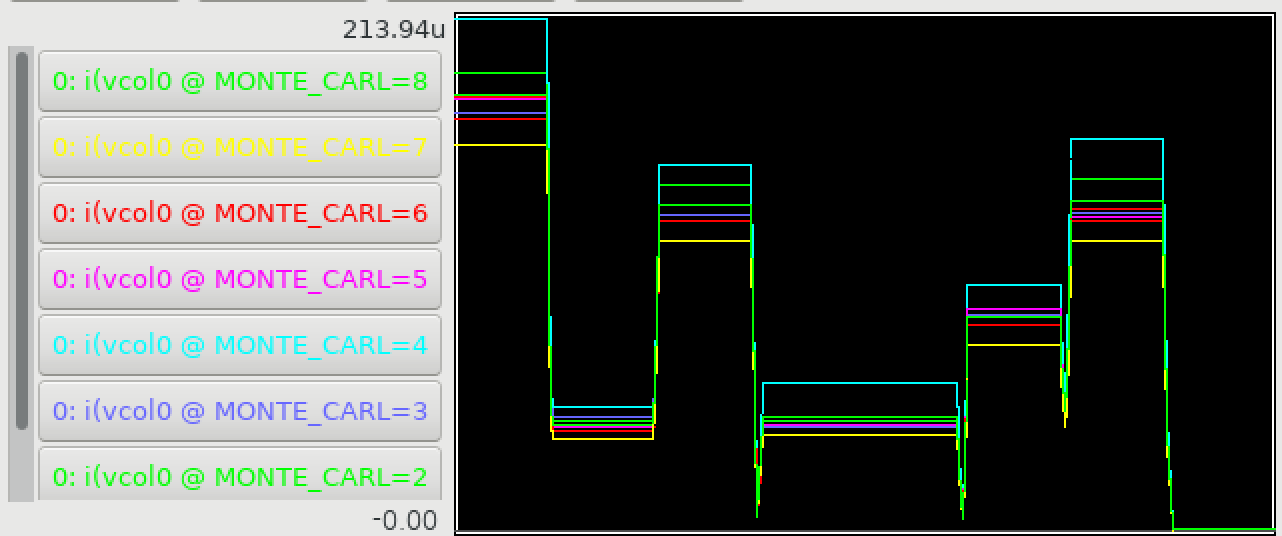 213.94u
0: i(vcol0 @ MONTE_CARL=8
0: i(vcol0 @ MONTE_CARL=7
0: i(vcol0 @ MONTE_CARL=6
0: i(vcol0 @ MONTE_CARL=5
0: i(vcol0 @ MONTE_CARL=4
0: i(vcol0 @ MONTE_CARL=3
0: i(vcol0 @ MONTE_CARL=2
-0.00